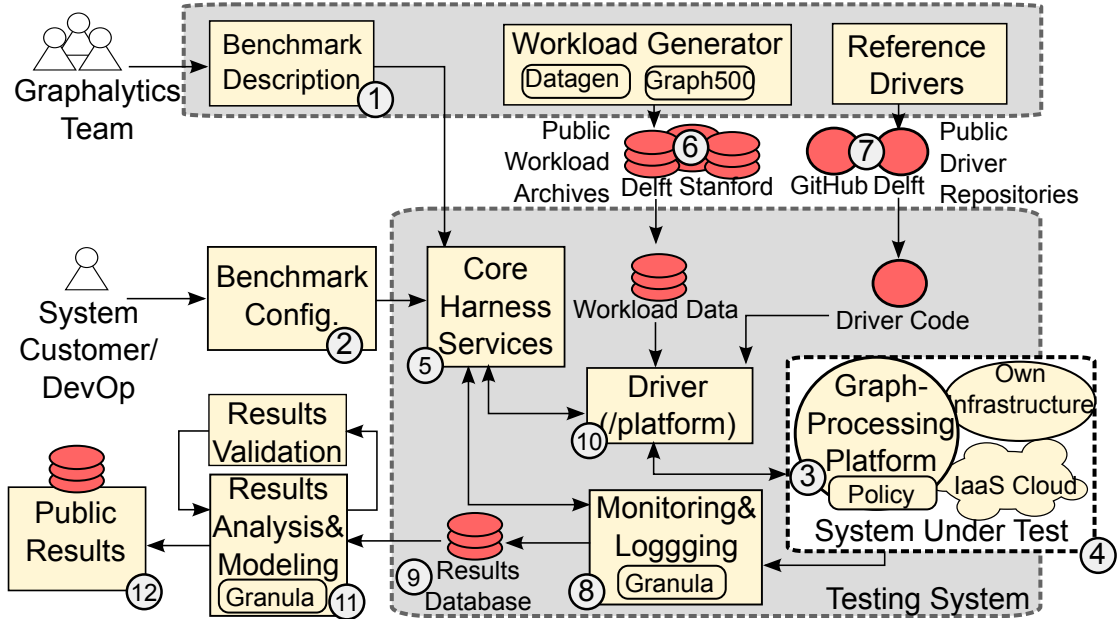 Graphalytics
Team
Benchmark
Description
1
Workload Generator
Datagen
Graph500
Reference
Drivers
Public
Workload
Archives
6
Delft Stanford
7
GitHub Delft
Public
Driver
Repositories
System
Customer/
DevOp
Benchmark
Config.
2
Core
Harness
Services
5
Workload Data
Driver Code
Driver
(/platform)
10
Graph-
Processing
Platform
3
Policy
Own
Infrastructure
IaaS Cloud
System Under Test
4
Results
Validation
Results
Analysis&
Modeling
Granula
11
Public
Results
12
9
Results
Database
Monitoring&
Logggging
Granula
8
Testing System